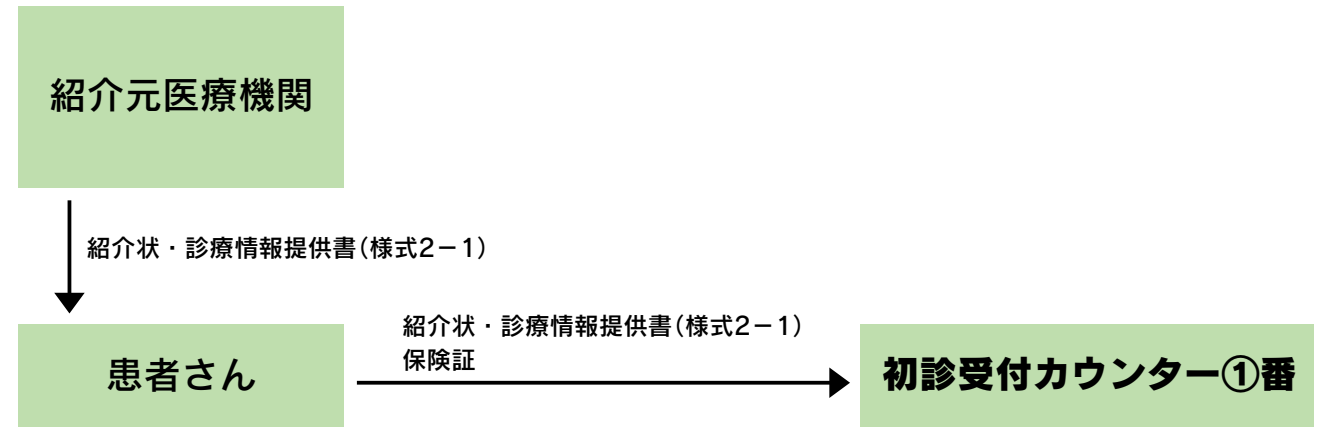 紹介元医療機関
紹介状・診療情報提供書(様式2－1)
紹介状・診療情報提供書(様式2－1)
保険証
患者さん
初診受付カウンター①番